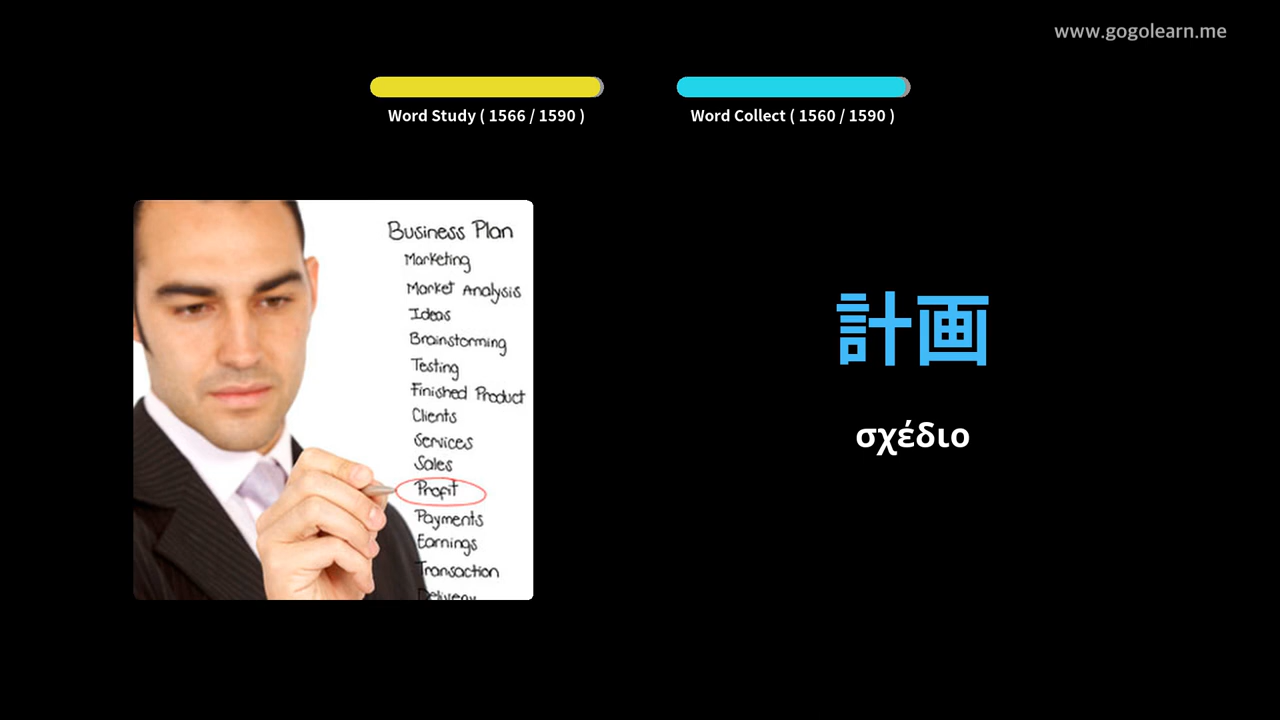 www.gogolearn.me
Word Study ( 1566 / 1590 )
Word Collect ( 1560 / 1590 )
Business Plan
Marketing
Market Analysis
Ideas
Brainstorming
Testing
Finished Product
Clients
Services
Sales
Profit
Payments
Earnings
Transaction
Delivery
計画
σχέδιο